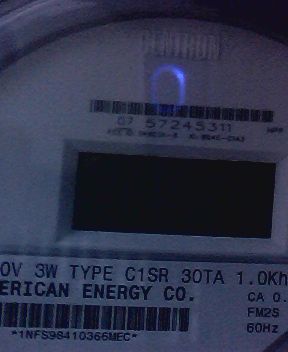 CENTRON
07 57245311
0V 3W TYPE C1SR 30TA 1.0Kh
ERICAN ENERGY CO.
CA 0.
FM2S
60Hz
*1NFS98410366MEC*